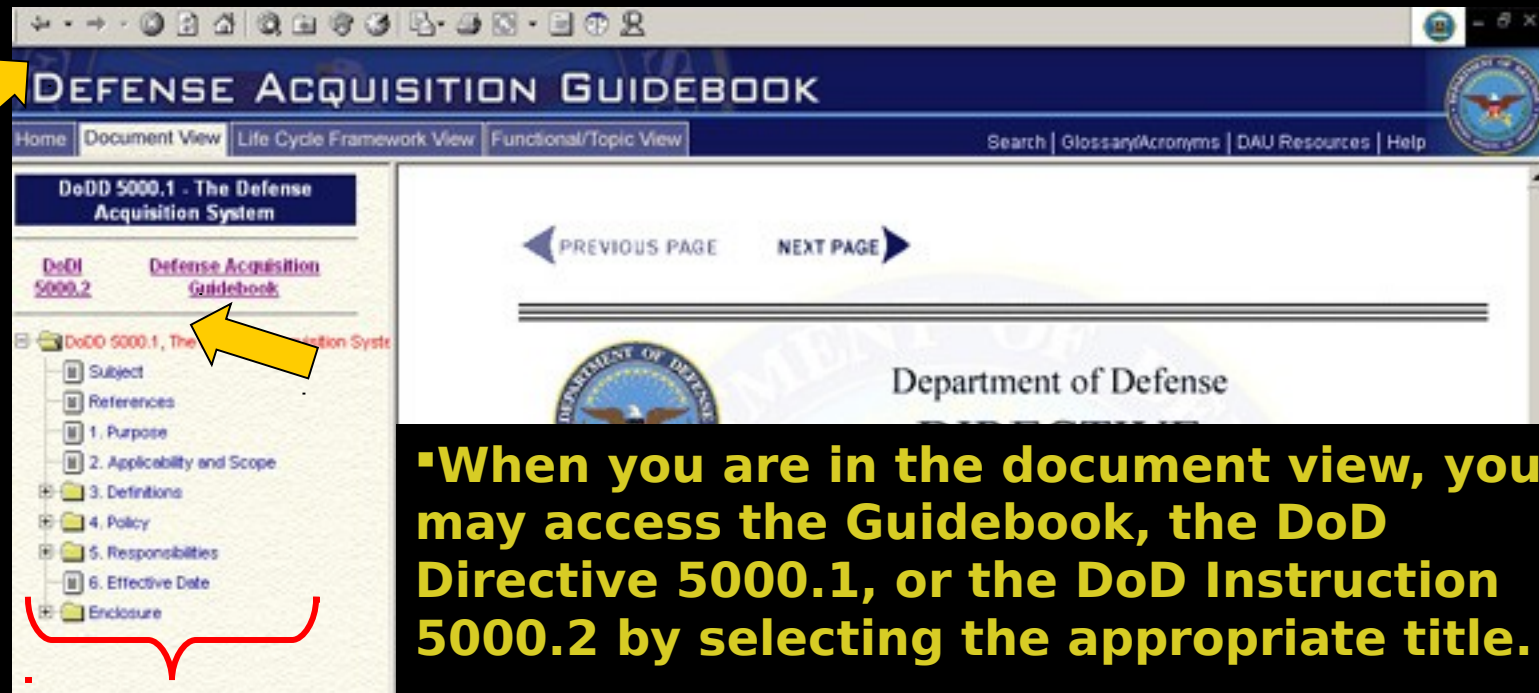 DEFENSE ACQUISITION GUIDEBOOK
Home Document View Life Cycle Framework View Functional/Topic View Search | Glossary/Acronyms | DAU Resources | Help
DoDD 5000.1 - The Defense
Acquisition System
DoDI
5000.2
Defense Acquisition
Guidebook
PREVIOUS PAGE NEXT PAGE
DoDD 5000.1, The
Subject
References
1. Purpose
2. Applicability and Scope
3. Definitions
4. Policy
5. Responsibilities
6. Effective Date
Enclosure
DEPARTMENT OF DEFENSE
Department of Defense
DIRECTIVE
▪When you are in the document view, you
may access the Guidebook, the DoD
Directive 5000.1, or the DoD Instruction
5000.2 by selecting the appropriate title.